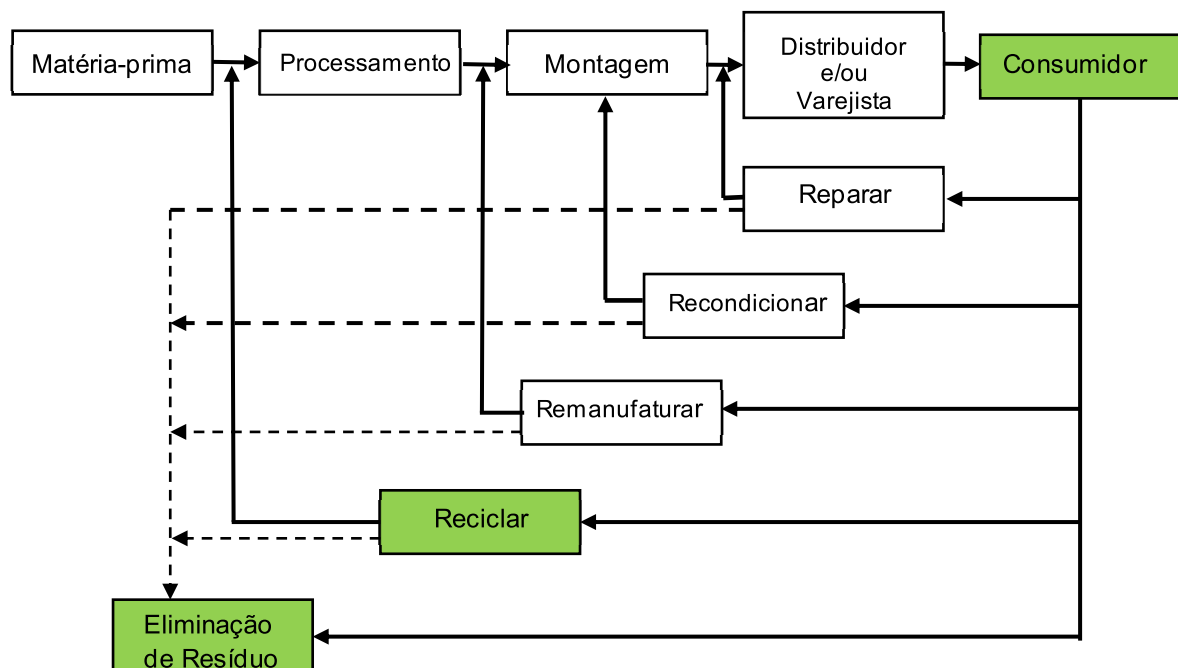 Matéria-prima
Processamento
Montagem
Distribuidor
e/ou
Varejista
Consumidor
Reparar
Recondicionar
Remanufaturar
Reciclar
Eliminação
de Resíduo